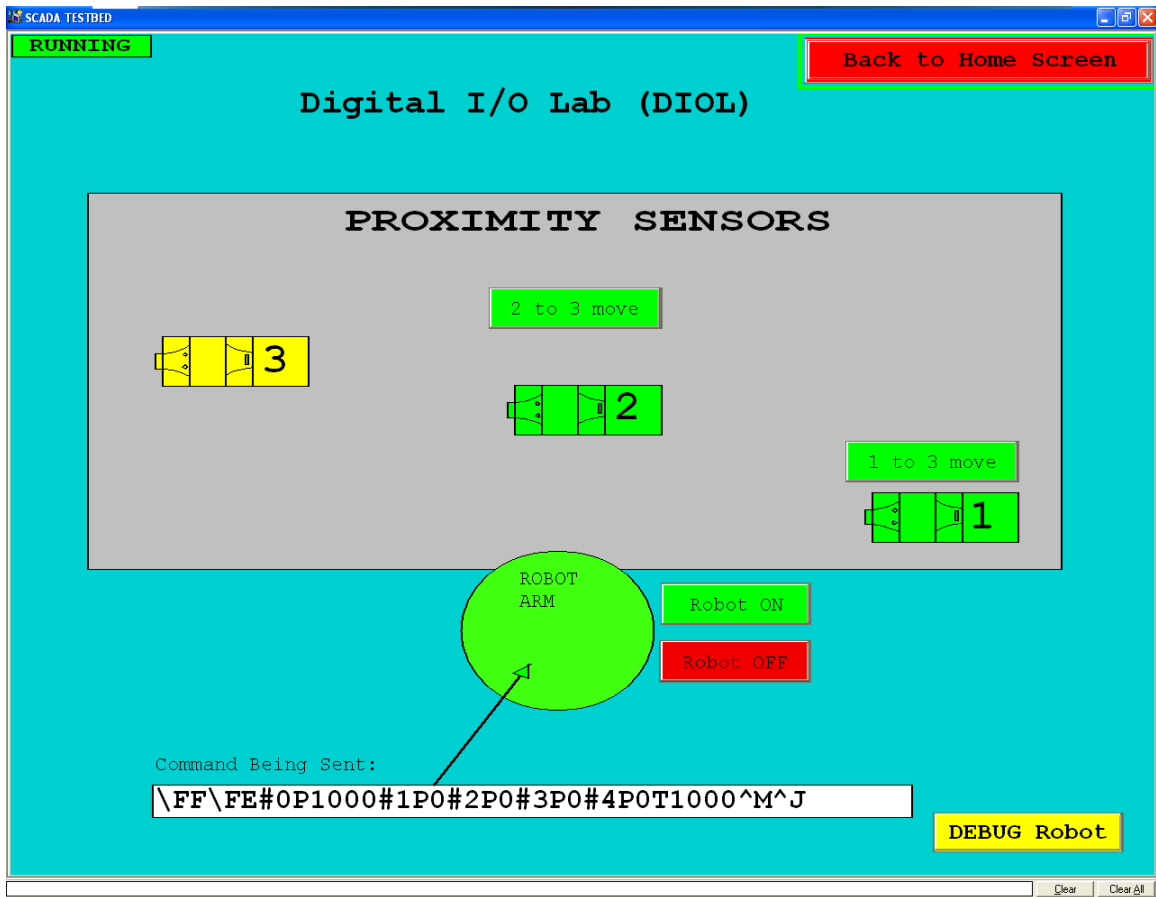 SCADA TESTBED
RUNNING
Back to Home Screen
Digital I/O Lab (DIOL)
PROXIMITY SENSORS
2 to 3 move
3
2
1 to 3 move
1
ROBOT
ARM
Robot ON
Robot OFF
Command Being Sent:
\FF\FE#0P1000#1P0#2P0#3P0#4P0T1000^M^J
DEBUG Robot
Clear
Clear All